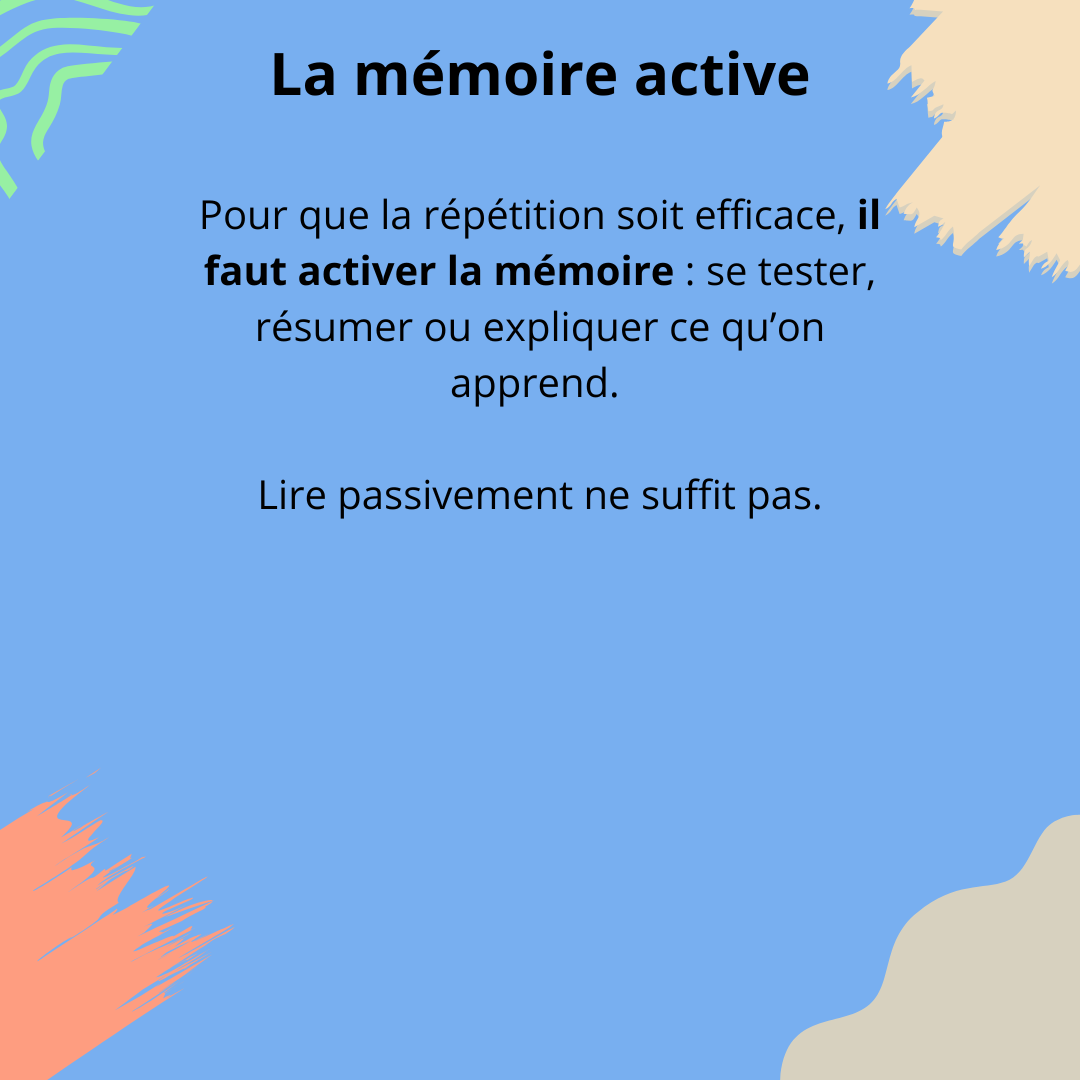 La mémoire active
Pour que la répétition soit efficace, il
faut activer la mémoire : se tester,
résumer ou expliquer ce qu’on
apprend.
Lire passivement ne suffit pas.